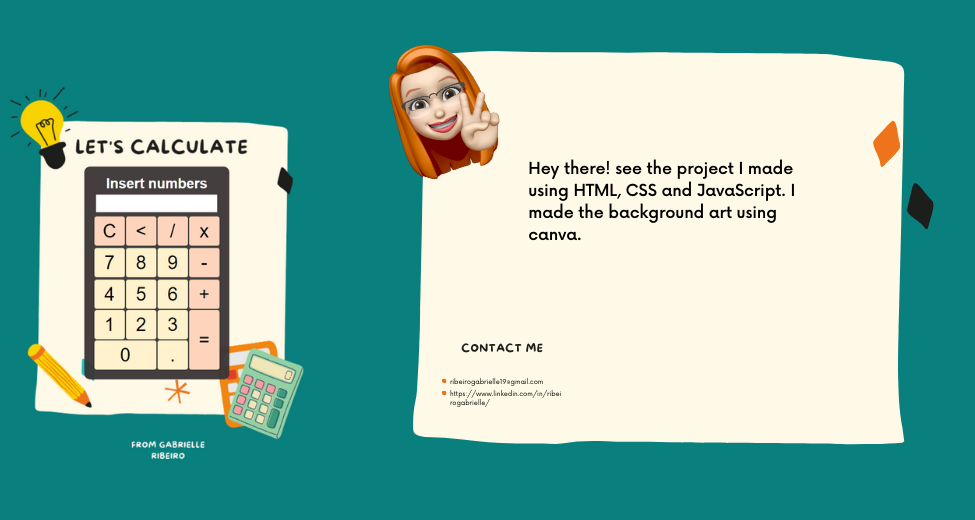 LET'S CALCULATE
Insert numbers
C < / x
7 8 9 -
4 5 6 +
1 2 3 =
0 .
FROM GABRIELLE
RIBEIRO
Hey there! see the project I made
using HTML, CSS and JavaScript. I
made the background art using
canva.
CONTACT ME
ribeirogabrielle19@gmail.com
https://www.linkedin.com/in/ribei
rogabrielle/